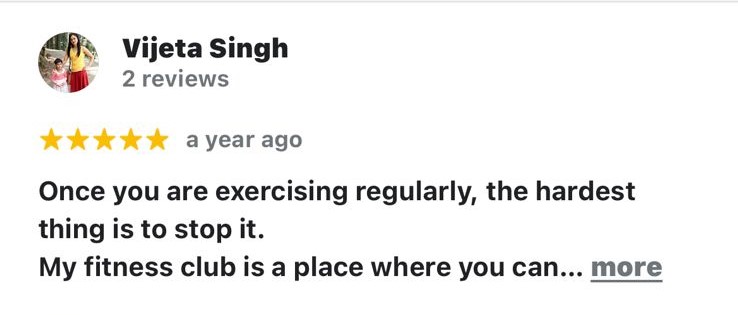 Vijeta Singh
2 reviews
a year ago
Once you are exercising regularly, the hardest
thing is to stop it.
My fitness club is a place where you can... more